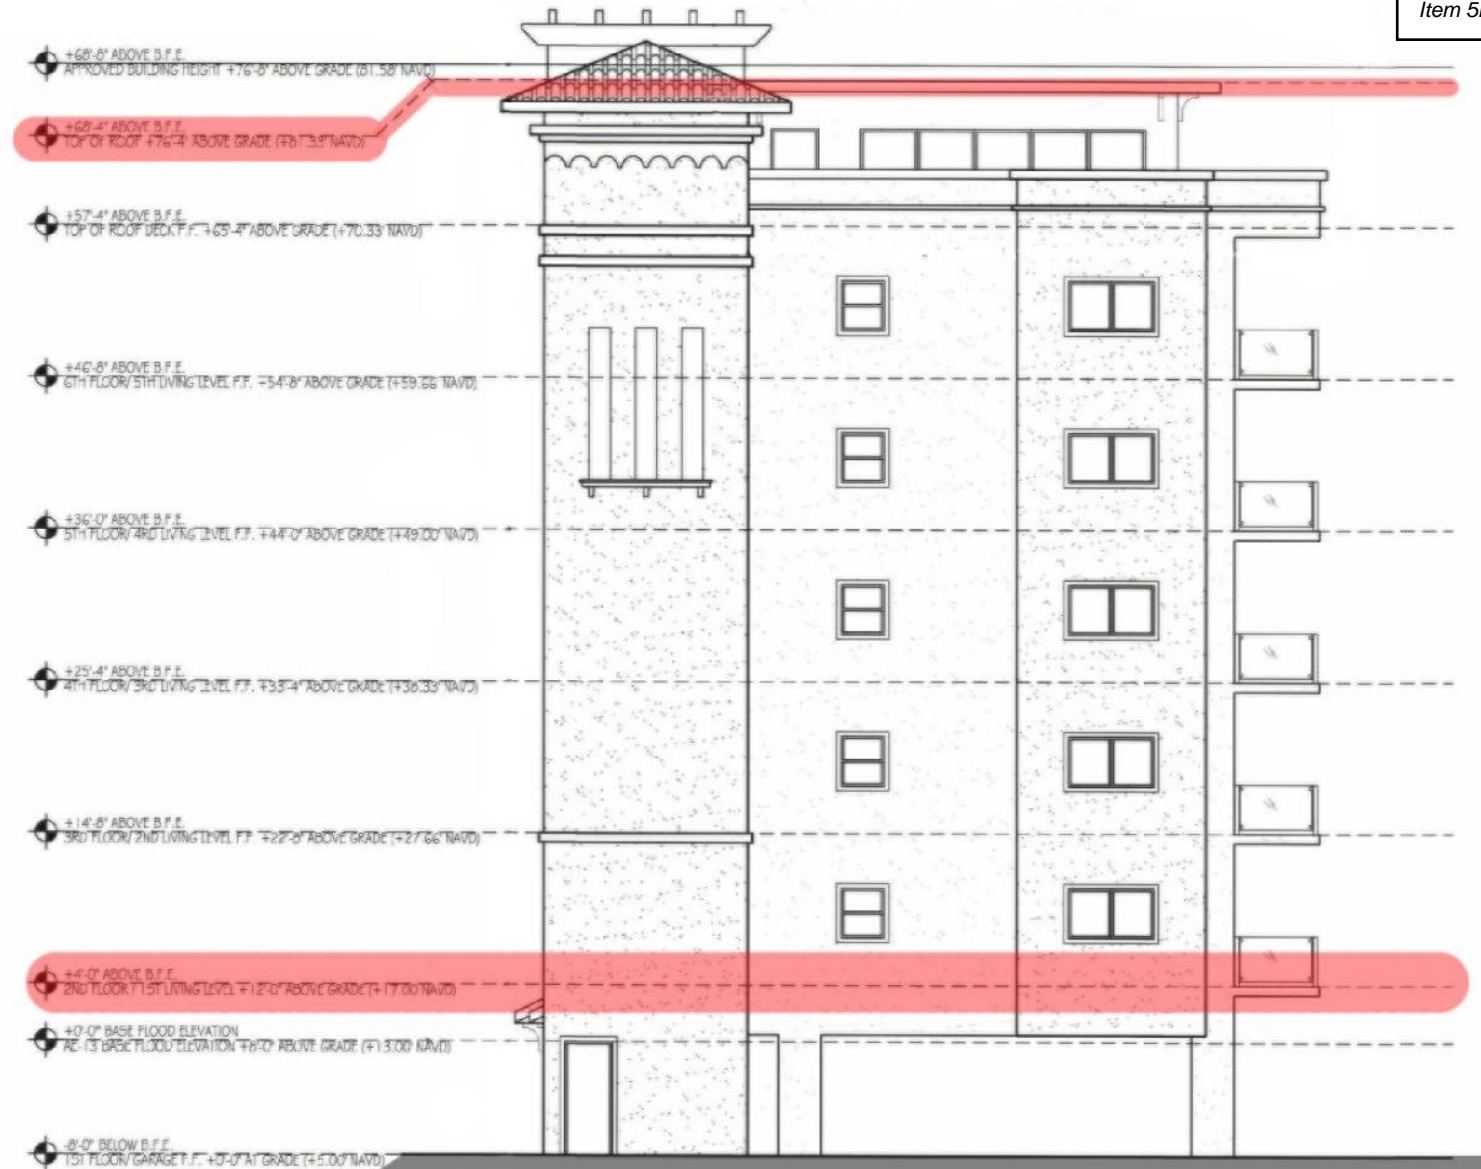 Item 5
+68'-8" ABOVE B.F.E.
APPROVED BUILDING HEIGHT +76'-8" ABOVE GRADE (81.58 NAVD)
+68'-4" ABOVE B.F.E.
TOP OF ROOF +76'-4" ABOVE GRADE (+81.33 NAVD)
+57'-4" ABOVE B.F.E.
TOP OF ROOF DECK F.F. +65'-4" ABOVE GRADE (+70.33 NAVD)
+46'-8" ABOVE B.F.E.
6TH FLOOR/ 5TH LIVING LEVEL F.F. +54'-8" ABOVE GRADE (+59.66 NAVD)
+36'-0" ABOVE B.F.E.
5TH FLOOR/ 4RD LIVING LEVEL F.F. +44'-0" ABOVE GRADE (+49.00 NAVD)
+25'-4" ABOVE B.F.E.
4TH FLOOR/ 3RD LIVING LEVEL F.F. +33'-4" ABOVE GRADE (+38.33 NAVD)
+14'-8" ABOVE B.F.E.
3RD FLOOR/ 2ND LIVING LEVEL F.F. +22'-8" ABOVE GRADE (+27.66 NAVD)
+4'-0" ABOVE B.F.E.
2ND FLOOR/ 1ST LIVING LEVEL +12'-0" ABOVE GRADE (+17.00 NAVD)
+0'-0" BASE FLOOD ELEVATION
AE-13 BASE FLOOD ELEVATION +8'-0" ABOVE GRADE (+13.00 NAVD)
-8'-0" BELOW B.F.E.
1ST FLOOR/ GARAGE F.F. +0'-0" AT GRADE (+5.00' NAVD)